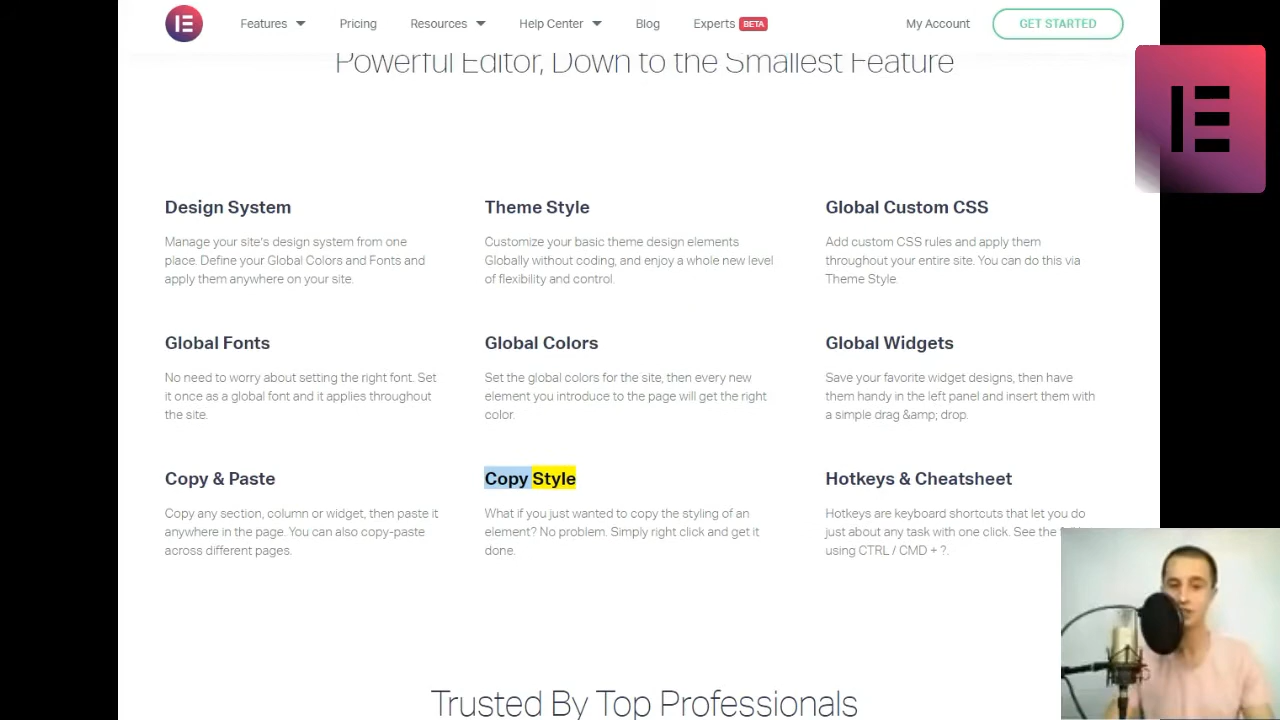 Features Pricing Resources Help Center Blog Experts BETA My Account GET STARTED
Powerful Editor, Down to the Smallest Feature
Design System
Manage your site's design system from one
place. Define your Global Colors and Fonts and
apply them anywhere on your site.
Theme Style
Customize your basic theme design elements
Globally without coding, and enjoy a whole new level
of flexibility and control.
Global Custom CSS
Add custom CSS rules and apply them
throughout your entire site. You can do this via
Theme Style.
Global Fonts
No need to worry about setting the right font. Set
it once as a global font and it applies throughout
the site.
Global Colors
Set the global colors for the site, then every new
element you introduce to the page will get the right
color.
Global Widgets
Save your favorite widget designs, then have
them handy in the left panel and insert them with
a simple drag &amp; drop.
Copy & Paste
Copy any section, column or widget, then paste it
anywhere in the page. You can also copy-paste
across different pages.
Copy Style
What if you just wanted to copy the styling of an
element? No problem. Simply right click and get it
done.
Hotkeys & Cheatsheet
Hotkeys are keyboard shortcuts that let you do
just about any task with one click. See the
using CTRL / CMD + ?.
Trusted By Top Professionals